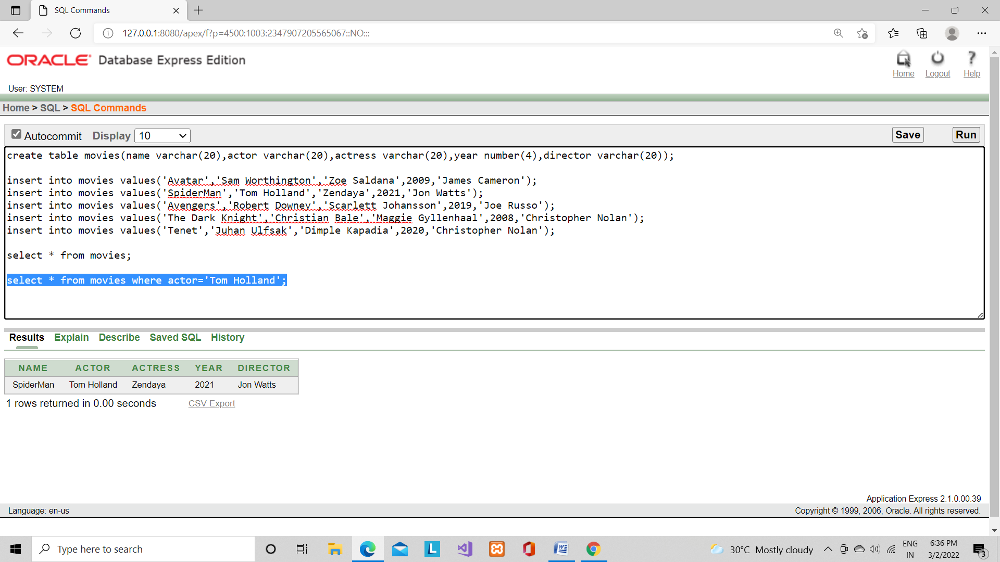 SQL Commands
127.0.0.1:8080/apex/f?p=4500:1003:2347907205565067::NO:::
ORACLE Database Express Edition
Home Logout Help
User: SYSTEM
Home > SQL > SQL Commands
Autocommit Display 10 Save Run
create table movies(name varchar(20),actor varchar(20),actress varchar(20),year number(4),director varchar(20));
insert into movies values('Avatar','Sam Worthington','Zoe Saldana',2009,'James Cameron');
insert into movies values('SpiderMan','Tom Holland','Zendaya',2021,'Jon Watts');
insert into movies values('Avengers','Robert Downey','Scarlett Johansson',2019,'Joe Russo');
insert into movies values('The Dark Knight','Christian Bale','Maggie Gyllenhaal',2008,'Christopher Nolan');
insert into movies values('Tenet','Juhan Ulfsak','Dimple Kapadia',2020,'Christopher Nolan');
select * from movies;
select * from movies where actor='Tom Holland';
Results Explain Describe Saved SQL History
NAME ACTOR ACTRESS YEAR DIRECTOR
SpiderMan Tom Holland Zendaya 2021 Jon Watts
1 rows returned in 0.00 seconds CSV Export
Application Express 2.1.0.00.39
Language: en-us Copyright © 1999, 2006, Oracle. All rights reserved.
Type here to search
L
30°C Mostly cloudy
ENG
IN
6:36 PM
3/2/2022
3